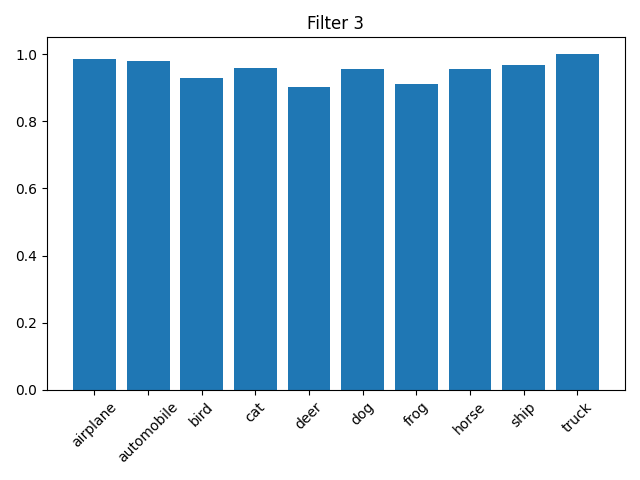 Filter 3
1.0
0.8
0.6
0.4
0.2
0.0
airplane
automobile
bird
cat
deer
dog
frog
horse
ship
truck